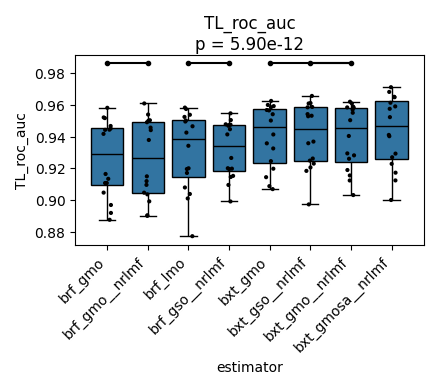 TL_roc_auc
p = 5.90e-12
TL_roc_auc
0.98
0.96
0.94
0.92
0.90
0.88
brf_gmo
brf_gmo__nrlmf
brf_lmo
brf_gso__nrlmf
bxt_gmo
bxt_gso__nrlmf
bxt_gmo__nrlmf
bxt_gmosa__nrlmf
estimator